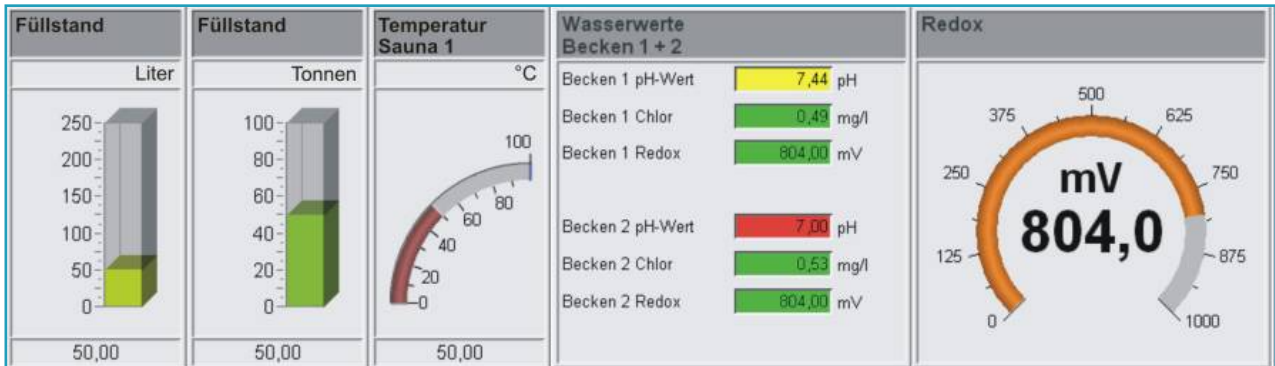 Füllstand
Liter
250
200
150
100
50
0
50,00
Füllstand
Tonnen
100
80
60
40
20
0
50,00
Temperatur
Sauna 1
°C
100
80
60
40
20
0
50,00
Wasserwerte
Becken 1 + 2
Becken 1 pH-Wert 7,44 pH
Becken 1 Chlor 0,49 mg/l
Becken 1 Redox 804,00 mV
Becken 2 pH-Wert 7,00 pH
Becken 2 Chlor 0,53 mg/l
Becken 2 Redox 804,00 mV
Redox
500
375 625
250 750
mV
804,0
125 875
0 1000